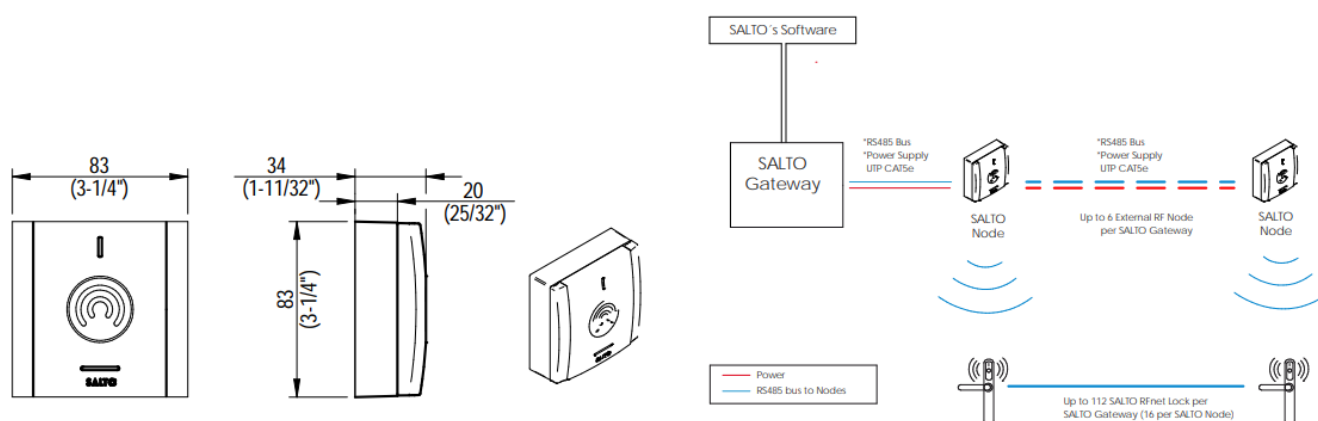 83
(3-1/4")
34
(1-11/32")
20
(25/32")
83
(3-1/4")
SALTO
SALTO
SALTO´s Software
SALTO
Gateway
*RS485 Bus
*Power Supply
UTP CAT5e
SALTO
Node
*RS485 Bus
*Power Supply
UTP CAT5e
Up to 6 External RF Node
per SALTO Gateway
SALTO
Node
Power
RS485 bus to Nodes
Up to 112 SALTO RFnet Lock per
SALTO Gateway (16 per SALTO Node)